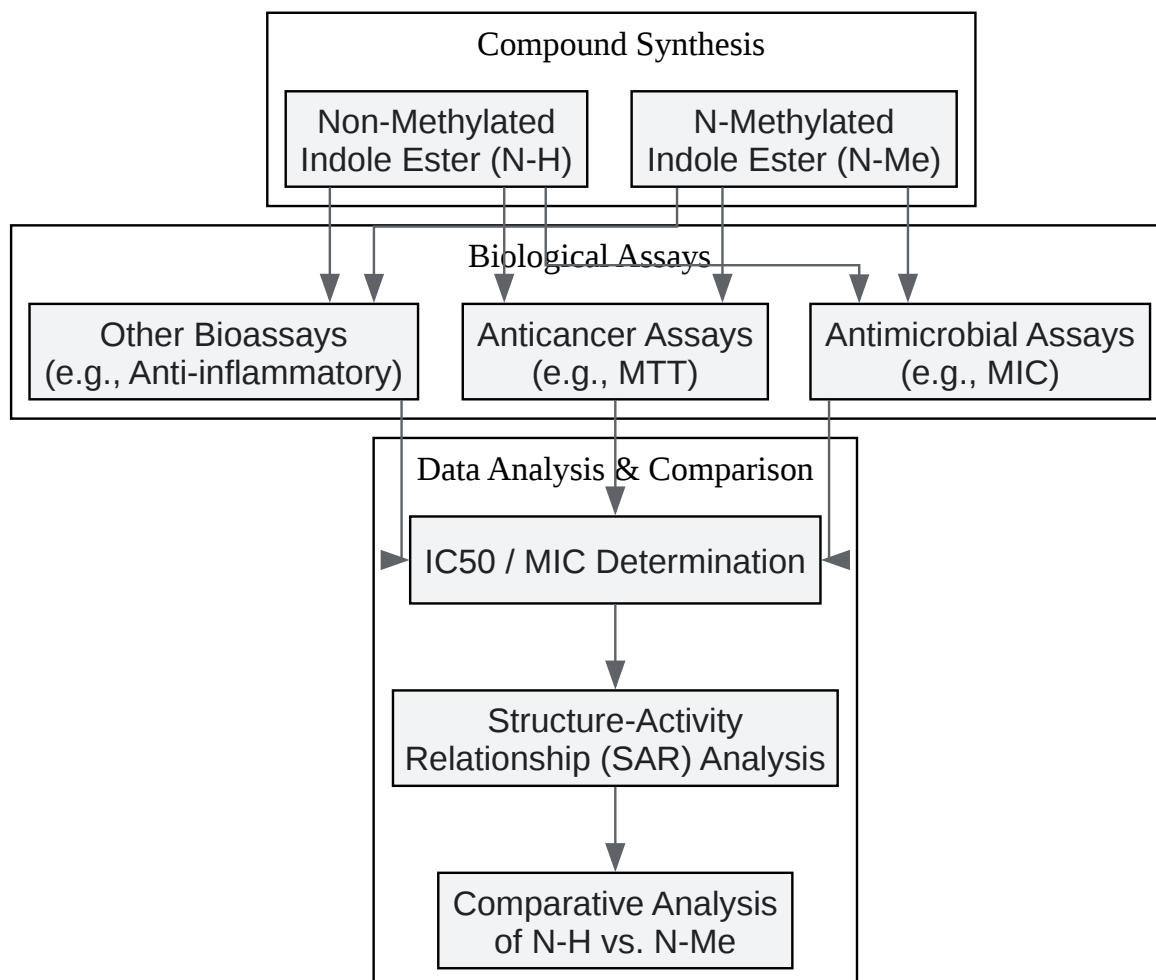 Compound Synthesis
Non-Methylated
Indole Ester (N-H)
N-Methylated
Indole Ester (N-Me)
Biological Assays
Other Bioassays
(e.g., Anti-inflammatory)
Anticancer Assays
(e.g., MTT)
Antimicrobial Assays
(e.g., MIC)
Data Analysis & Comparison
IC50 / MIC Determination
Structure-Activity
Relationship (SAR) Analysis
Comparative Analysis
of N-H vs. N-Me